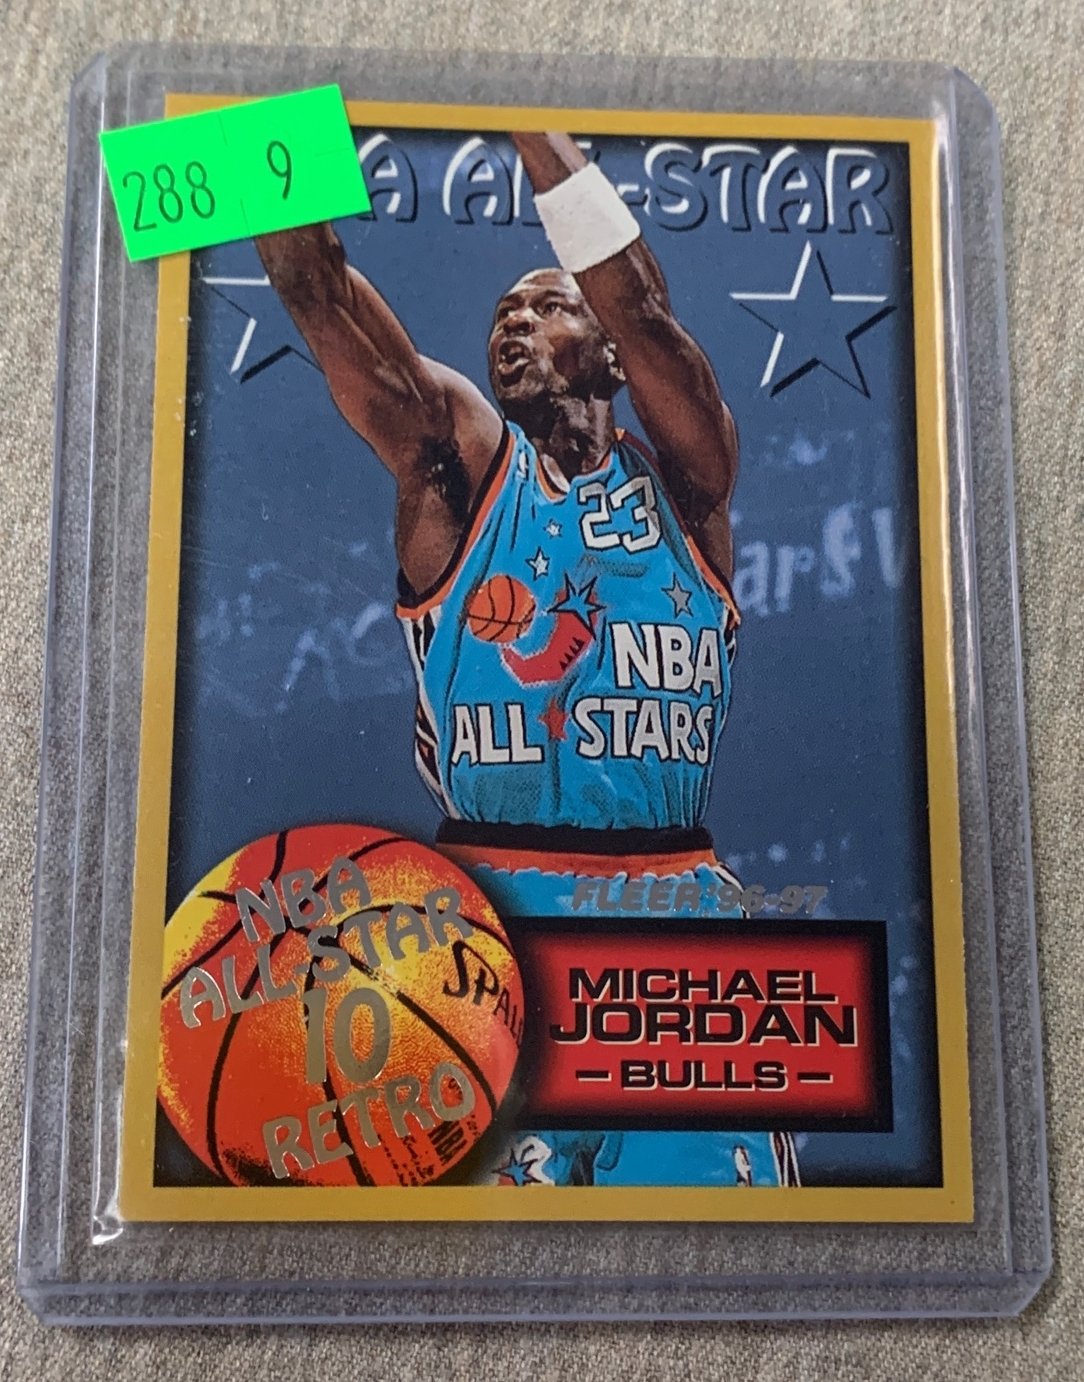 288 9
A ALL-STAR
23
NBA
ALL STARS
FLEER '96-97
MICHAEL
JORDAN
– BULLS –
NBA
ALL-STAR
10
RETRO